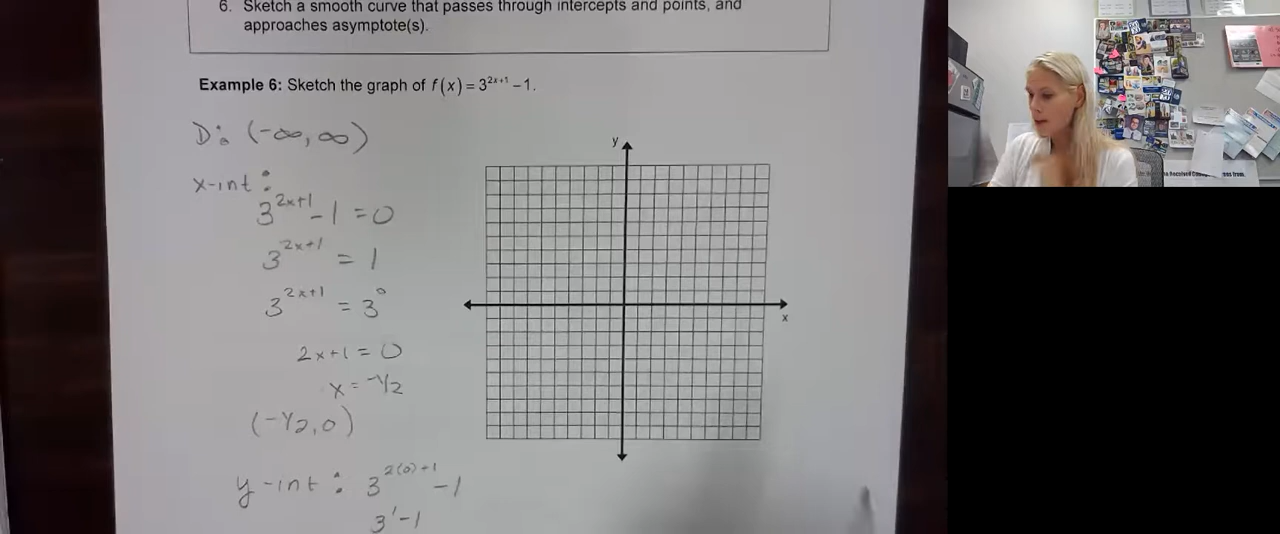 6. Sketch a smooth curve that passes through intercepts and points, and
approaches asymptote(s).
Example 6: Sketch the graph of f(x) = 3^{2x+1} − 1.
D: (-∞, ∞)
x-int:
3^{2x+1} - 1 = 0
3^{2x+1} = 1
3^{2x+1} = 3^0
2x+1 = 0
x = -1/2
(-1/2, 0)
y-int: 3^{2(0)+1} - 1
3^1 - 1
y
x